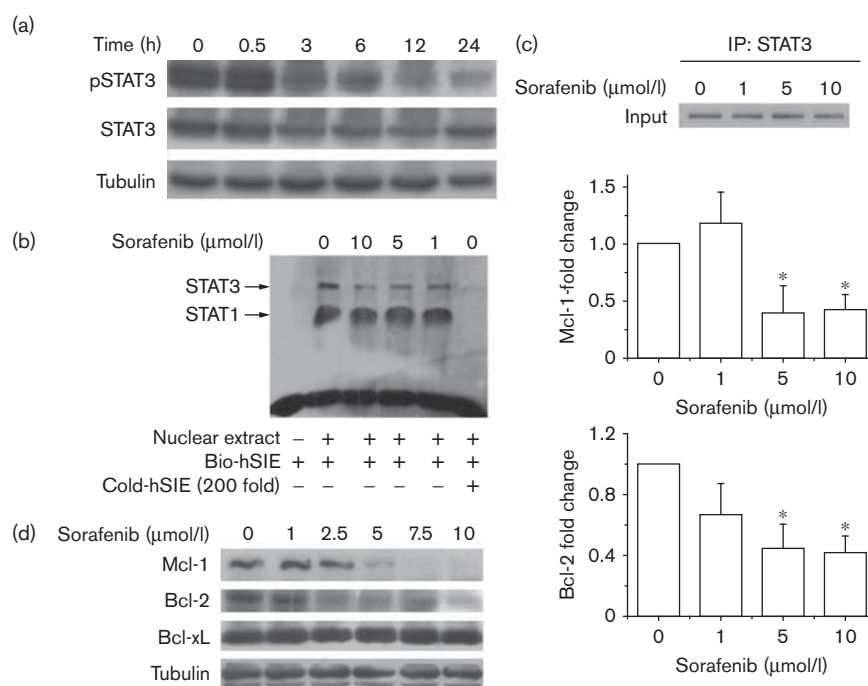 (a)
Time (h) 0 0.5 3 6 12 24
pSTAT3
STAT3
Tubulin
(b)
Sorafenib (μmol/l) 0 10 5 1 0
STAT3
STAT1
Nuclear extract – + + + + +
Bio-hSIE + + + + + +
Cold-hSIE (200 fold) – – – – – +
(c)
IP: STAT3
Sorafenib (μmol/l) 0 1 5 10
Input
Mcl-1-fold change
1.5
1.0
0.5
0.0
* *
0 1 5 10
Sorafenib (μmol/l)
Bcl-2 fold change
1.2
0.8
0.4
0
* *
0 1 5 10
Sorafenib (μmol/l)
(d)
Sorafenib (μmol/l) 0 1 2.5 5 7.5 10
Mcl-1
Bcl-2
Bcl-xL
Tubulin